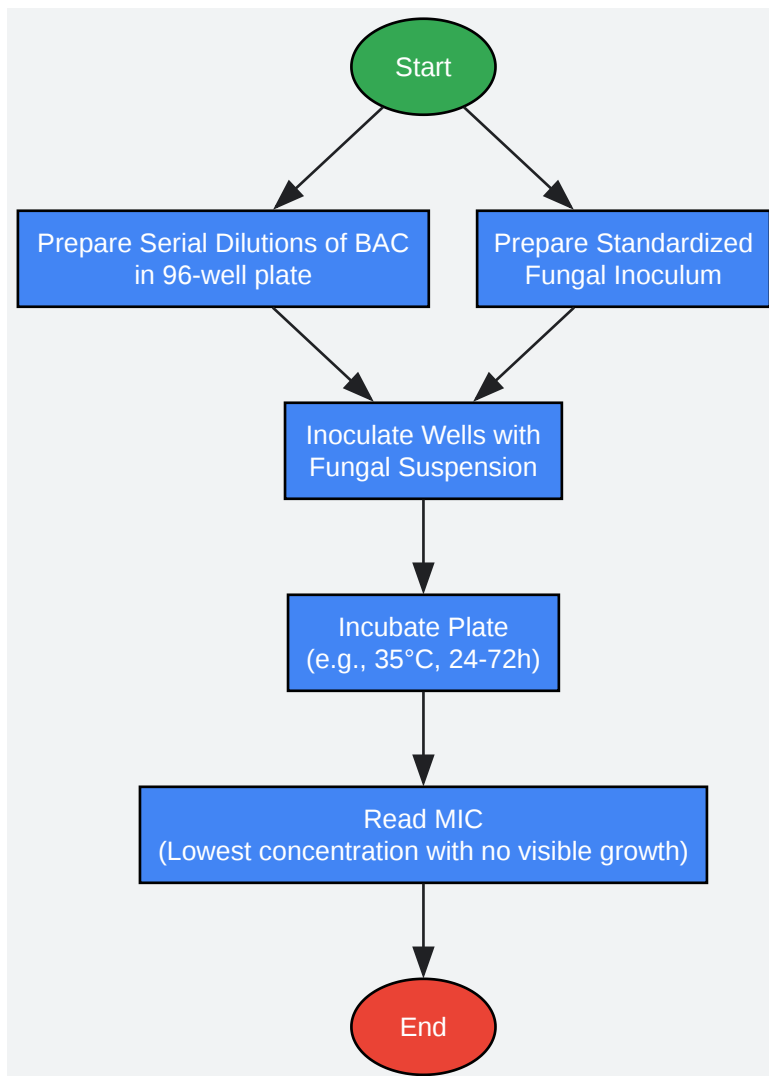 Start
Prepare Serial Dilutions of BAC
in 96-well plate
Prepare Standardized
Fungal Inoculum
Inoculate Wells with
Fungal Suspension
Incubate Plate
(e.g., 35°C, 24-72h)
Read MIC
(Lowest concentration with no visible growth)
End